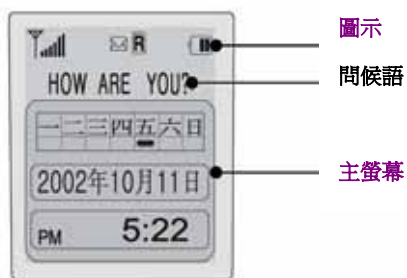 圖示
R
HOW ARE YOU?
問候語
一二三四五六日
2002年10月11日
主螢幕
PM 5:22